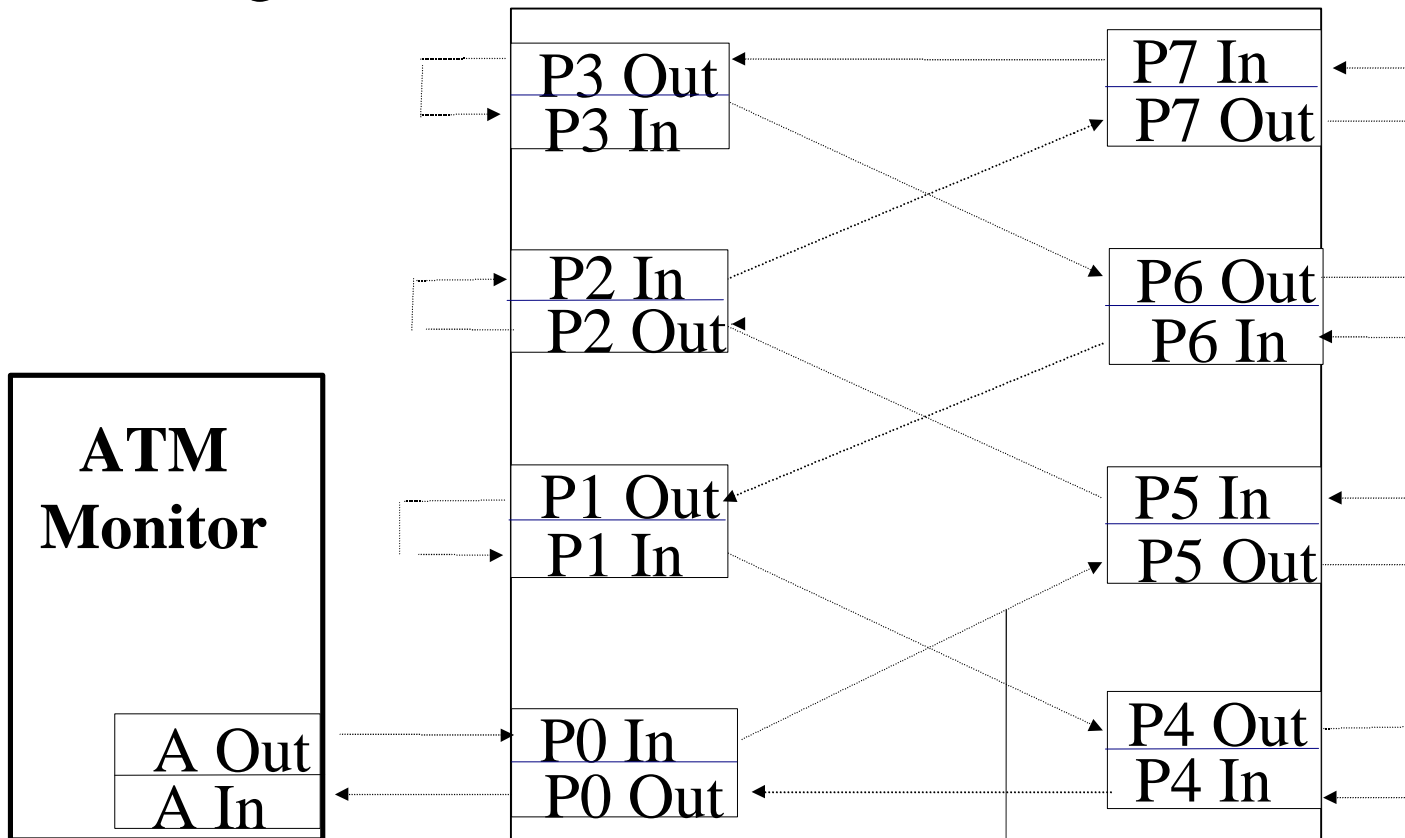 P3 Out
P3 In
P7 In
P7 Out
P2 In
P2 Out
P6 Out
P6 In
ATM
Monitor
P1 Out
P1 In
P5 In
P5 Out
A Out
A In
P0 In
P0 Out
P4 Out
P4 In